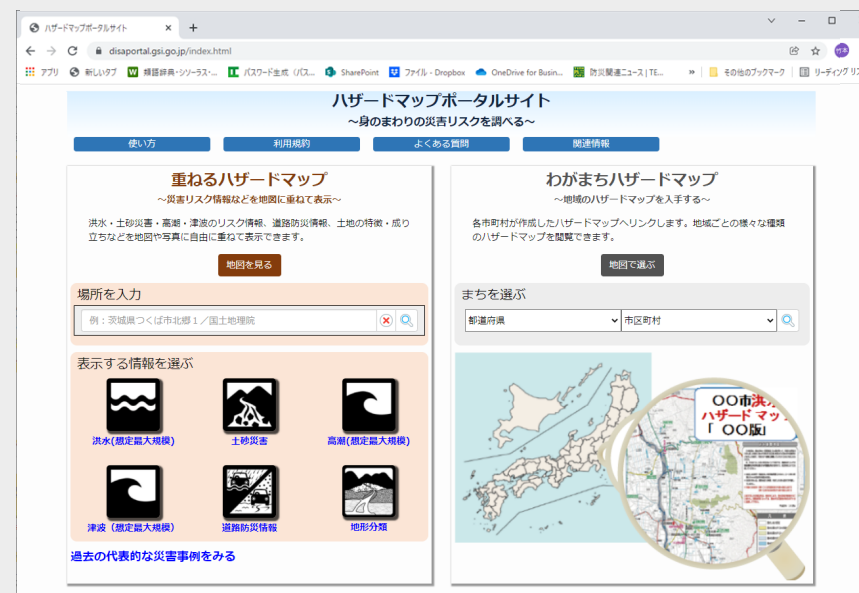 ハザードマップポータルサイト
disaportal.gsi.go.jp/index.html
アプリ 新しいタブ 類語辞典・シソーラス・... パスワード生成（パス... SharePoint ファイル - Dropbox OneDrive for Busin... 防災関連ニュース | TE... » その他のブックマーク リーディング リス
ハザードマップポータルサイト
～身のまわりの災害リスクを調べる～
使い方 利用規約 よくある質問 関連情報
重ねるハザードマップ
～災害リスク情報などを地図に重ねて表示～
洪水・土砂災害・高潮・津波のリスク情報、道路防災情報、土地の特徴・成り
立ちなどを地図や写真に自由に重ねて表示できます。
地図を見る
場所を入力
例：茨城県つくば市北郷１／国土地理院
表示する情報を選ぶ
洪水(想定最大規模) 土砂災害 高潮(想定最大規模)
津波（想定最大規模） 道路防災情報 地形分類
過去の代表的な災害事例をみる
わがまちハザードマップ
～地域のハザードマップを入手する～
各市町村が作成したハザードマップへリンクします。地域ごとの様々な種類
のハザードマップを閲覧できます。
地図で選ぶ
まちを選ぶ
都道府県 市区町村
〇〇市洪水
ハザードマップ
「 〇〇版」